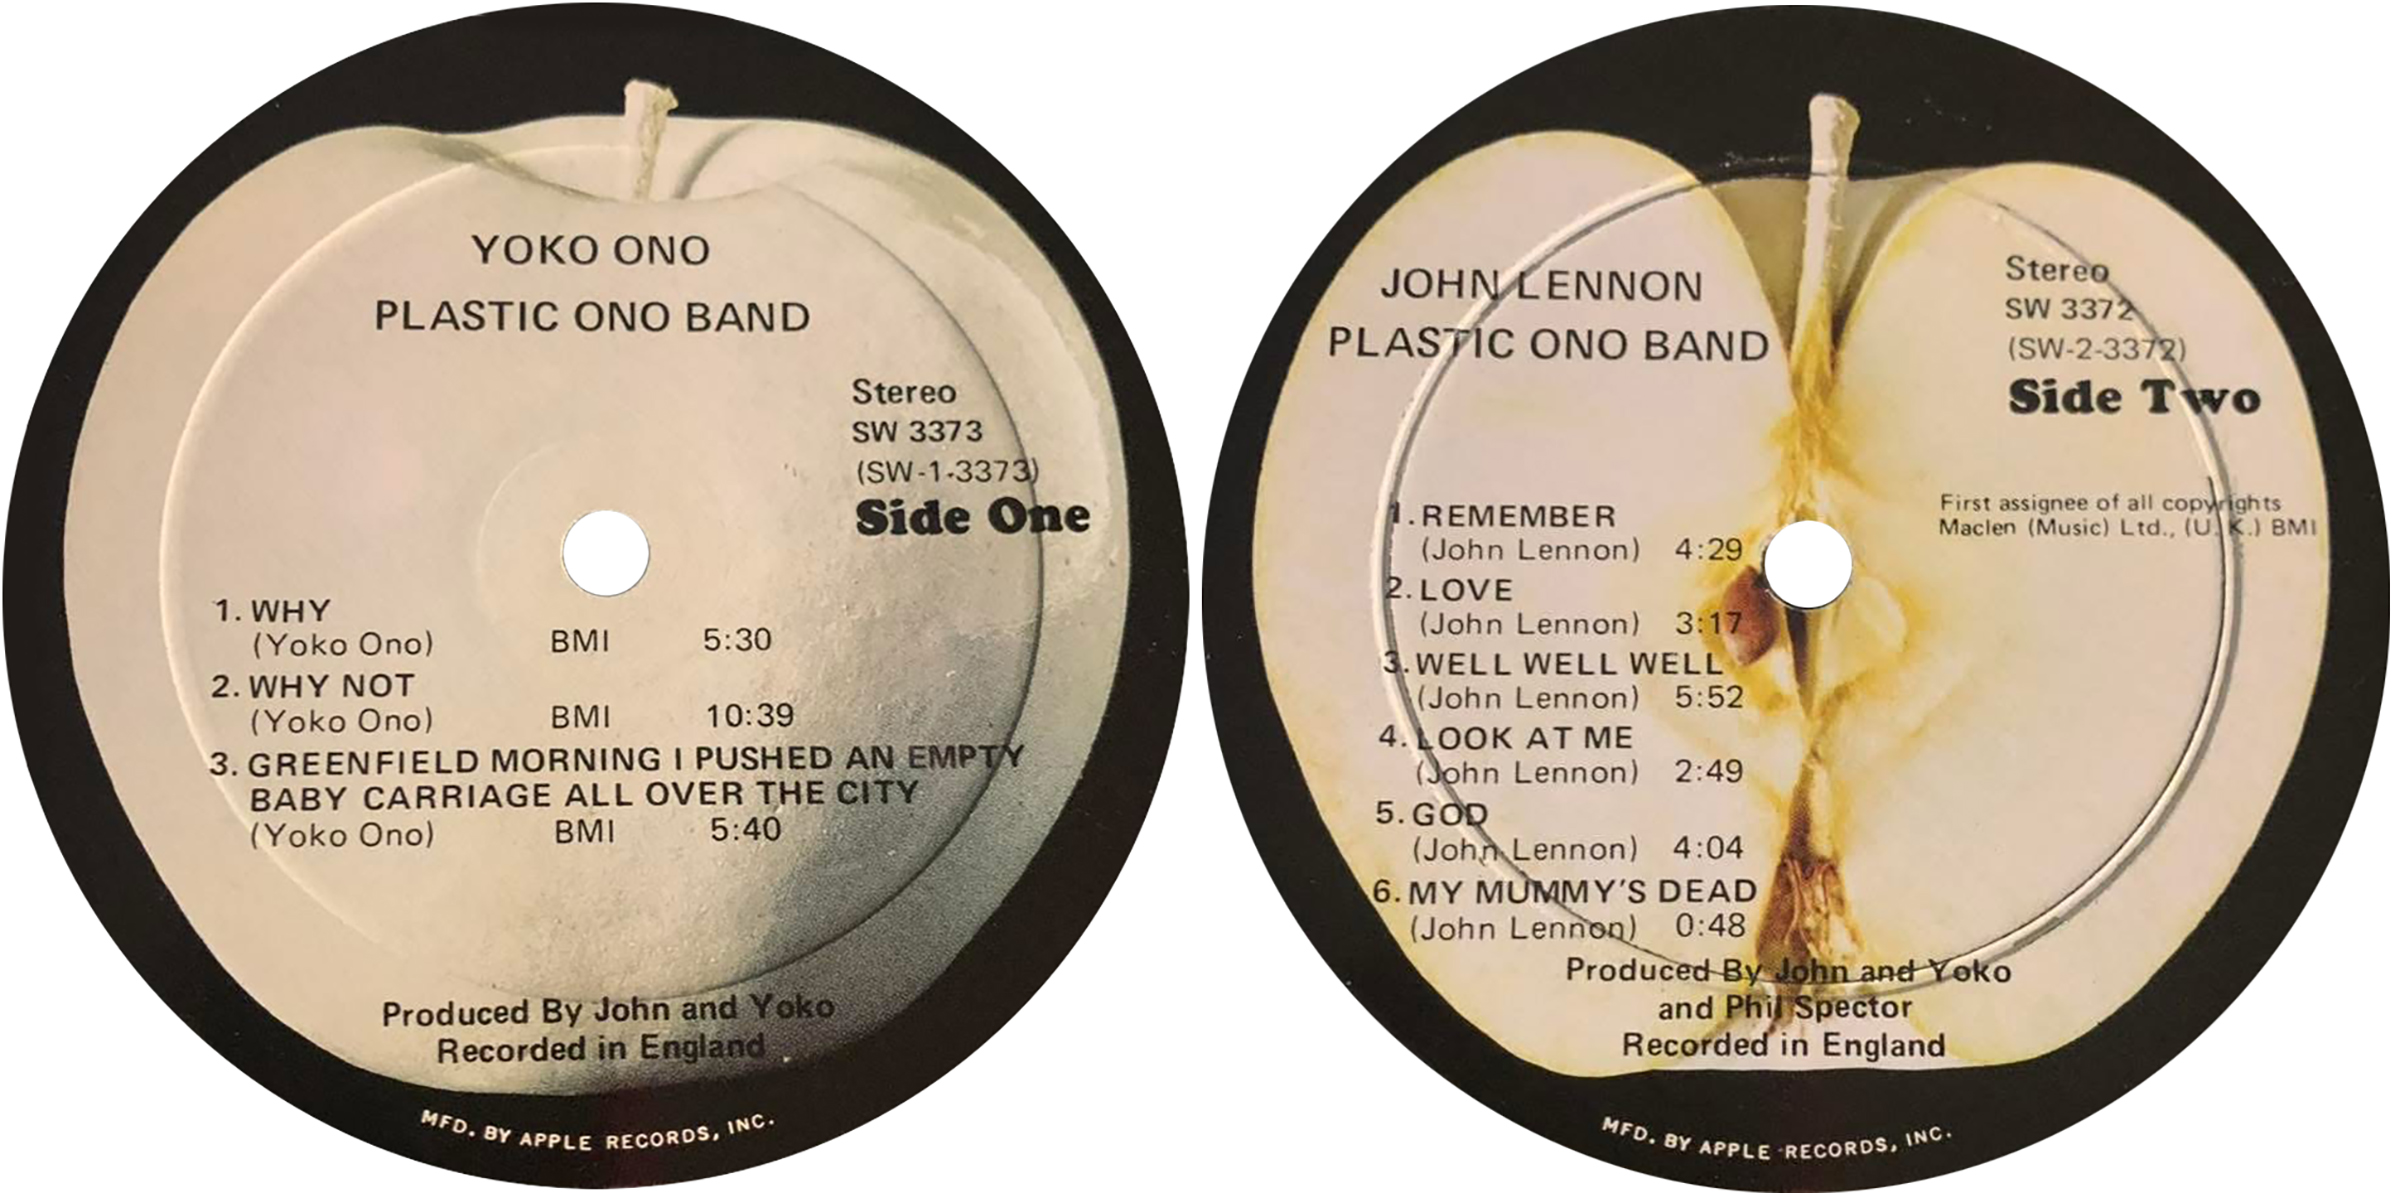 YOKO ONO
PLASTIC ONO BAND
Stereo
SW 3373
(SW-1-3373)
Side One
1. WHY
(Yoko Ono) BMI 5:30
2. WHY NOT
(Yoko Ono) BMI 10:39
3. GREENFIELD MORNING I PUSHED AN EMPTY
BABY CARRIAGE ALL OVER THE CITY
(Yoko Ono) BMI 5:40
Produced By John and Yoko
Recorded in England
MFD. BY APPLE RECORDS, INC.
JOHN LENNON
PLASTIC ONO BAND
Stereo
SW 3372
(SW-2-3372)
Side Two
First assignee of all copyrights
Maclen (Music) Ltd., (U.K.) BMI
1. REMEMBER
(John Lennon) 4:29
2. LOVE
(John Lennon) 3:17
3. WELL WELL WELL
(John Lennon) 5:52
4. LOOK AT ME
(John Lennon) 2:49
5. GOD
(John Lennon) 4:04
6. MY MUMMY'S DEAD
(John Lennon) 0:48
Produced By John and Yoko
and Phil Spector
Recorded in England
MFD. BY APPLE RECORDS, INC.